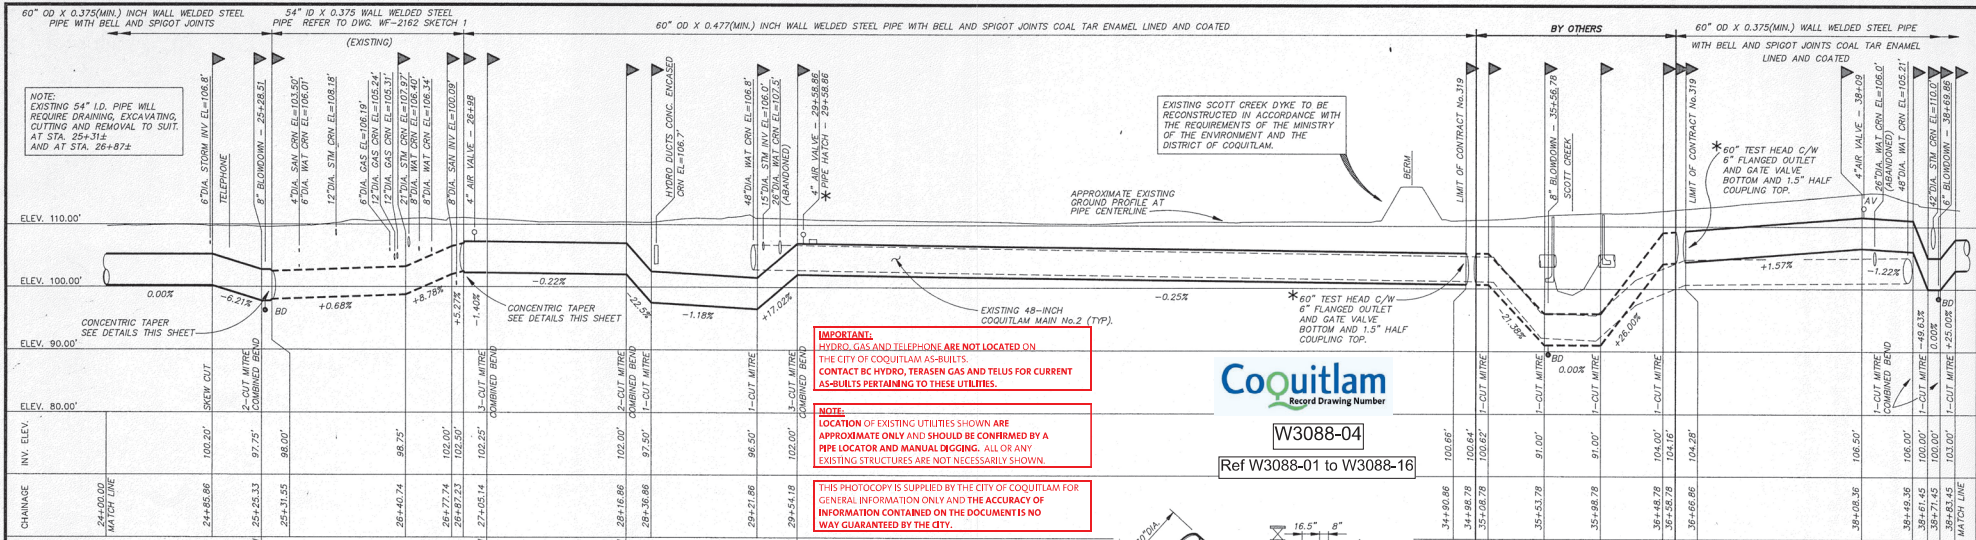 60" OD X 0.375(MIN.) INCH WALL WELDED STEEL
PIPE WITH BELL AND SPIGOT JOINTS
54" ID X 0.375 WALL WELDED STEEL
PIPE REFER TO DWG. WF-2162 SKETCH 1
(EXISTING)
60" OD X 0.477(MIN.) INCH WALL WELDED STEEL PIPE WITH BELL AND SPIGOT JOINTS COAL TAR ENAMEL LINED AND COATED
BY OTHERS
60" OD X 0.375(MIN.) WALL WELDED STEEL PIPE
WITH BELL AND SPIGOT JOINTS COAL TAR ENAMEL
LINED AND COATED
NOTE:
EXISTING 54" I.D. PIPE WILL
REQUIRE DRAINING, EXCAVATING,
CUTTING AND REMOVAL TO SUIT.
AT STA. 25+31±
AND AT STA. 26+87±
6"DIA. STORM INV EL=106.8'
TELEPHONE
8" BLOWDOWN - 25+28.51
4"DIA. SAN CRN EL=103.50'
6"DIA. WAT CRN EL=106.01'
12"DIA. STM CRN EL=108.18'
6"DIA. GAS EL=106.19'
12"DIA. GAS CRN EL=105.24'
12"DIA. GAS CRN EL=105.31'
21"DIA. STM CRN EL=107.97'
8"DIA. WAT CRN EL=106.40'
8"DIA. WAT CRN EL=106.34'
8"DIA. SAN INV EL=100.09'
4" AIR VALVE - 26+98
HYDRO DUCTS CONC. ENCASED
CRN EL=106.7'
48"DIA. WAT CRN EL=106.8'
15"DIA. STM INV EL=106.0'
26"DIA. WAT CRN EL=107.5'
(ABANDONED)
4" AIR VALVE - 29+58.86
* PIPE HATCH - 29+58.86
EXISTING SCOTT CREEK DYKE TO BE
RECONSTRUCTED IN ACCORDANCE WITH
THE REQUIREMENTS OF THE MINISTRY
OF THE ENVIRONMENT AND THE
DISTRICT OF COQUITLAM.
APPROXIMATE EXISTING
GROUND PROFILE AT
PIPE CENTERLINE
BERM
LIMIT OF CONTRACT No.319
8" BLOWDOWN - 35+56.78
SCOTT CREEK
LIMIT OF CONTRACT No.319
* 60" TEST HEAD C/W
6" FLANGED OUTLET
AND GATE VALVE
BOTTOM AND 1.5" HALF
COUPLING TOP.
4"AIR VALVE - 38+09
AV
26"DIA. WAT CRN EL=106.0'
(ABANDONED)
48"DIA. WAT CRN EL=105.21'
42"DIA. STM CRN EL=110.0'
6" BLOWDOWN - 38+69.86
ELEV. 110.00'
ELEV. 100.00'
ELEV. 90.00'
ELEV. 80.00'
0.00%
-6.21%
BD
+0.68%
+8.78%
+5.27%
-1.40%
-0.22%
-22.5%
-1.18%
+17.02%
-0.25%
-21.38%
BD
0.00%
+26.00%
+1.57%
-1.22%
-49.63%
0.00%
BD
+25.00%
CONCENTRIC TAPER
SEE DETAILS THIS SHEET
CONCENTRIC TAPER
SEE DETAILS THIS SHEET
EXISTING 48-INCH
COQUITLAM MAIN No.2 (TYP).
* 60" TEST HEAD C/W
6" FLANGED OUTLET
AND GATE VALVE
BOTTOM AND 1.5" HALF
COUPLING TOP.
SKEW CUT
2-CUT MITRE
COMBINED BEND
3-CUT MITRE
COMBINED BEND
2-CUT MITRE
COMBINED BEND
1-CUT MITRE
1-CUT MITRE
3-CUT MITRE
COMBINED BEND
1-CUT MITRE
1-CUT MITRE
1-CUT MITRE
1-CUT MITRE
1-CUT MITRE
COMBINED BEND
1-CUT MITRE
1-CUT MITRE
IMPORTANT:
HYDRO, GAS AND TELEPHONE ARE NOT LOCATED ON
THE CITY OF COQUITLAM AS-BUILTS.
CONTACT BC HYDRO, TERASEN GAS AND TELUS FOR CURRENT
AS-BUILTS PERTAINING TO THESE UTILITIES.
NOTE:
LOCATION OF EXISTING UTILITIES SHOWN ARE
APPROXIMATE ONLY AND SHOULD BE CONFIRMED BY A
PIPE LOCATOR AND MANUAL DIGGING. ALL OR ANY
EXISTING STRUCTURES ARE NOT NECESSARILY SHOWN.
THIS PHOTOCOPY IS SUPPLIED BY THE CITY OF COQUITLAM FOR
GENERAL INFORMATION ONLY AND THE ACCURACY OF
INFORMATION CONTAINED ON THE DOCUMENT IS NO
WAY GUARANTEED BY THE CITY.
Coquitlam
Record Drawing Number
W3088-04
Ref W3088-01 to W3088-16
INV. ELEV.
100.20'
97.75'
98.00'
98.75'
102.00'
102.50'
102.25'
102.00'
97.50'
96.50'
102.00'
100.66'
100.64'
100.62'
91.00'
91.00'
104.00'
104.16'
104.28'
106.50'
106.00'
100.00'
100.00'
103.00'
CHAINAGE
24+00.00
MATCH LINE
24+85.86
25+25.33
25+31.55
26+40.74
26+77.74
26+87.23
27+05.14
28+16.86
28+36.86
29+21.86
29+54.18
34+90.86
34+98.78
35+08.78
35+53.78
35+98.78
36+48.78
36+58.78
36+66.86
38+08.36
38+49.36
38+61.45
38+71.45
38+83.45
MATCH LINE
16.5" 8"